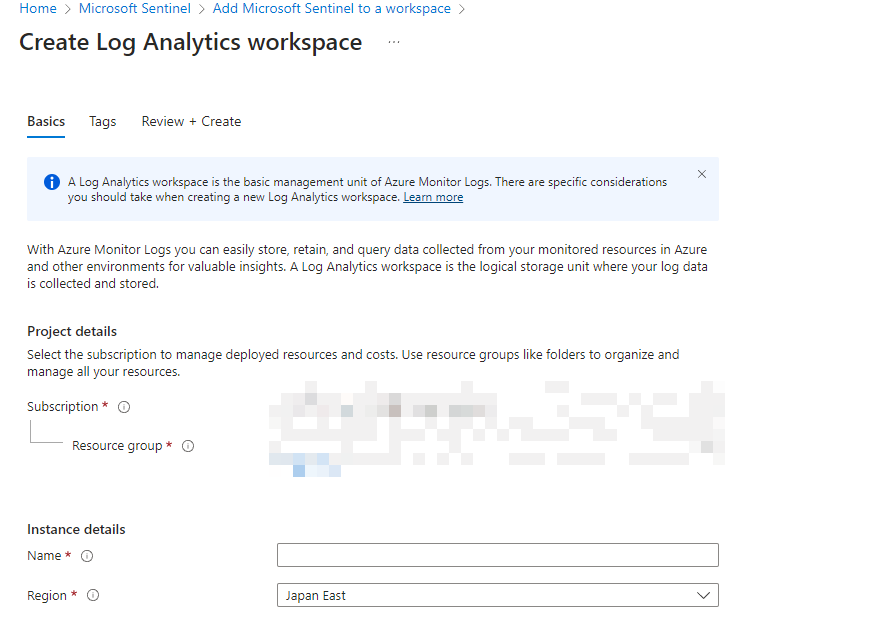 Home > Microsoft Sentinel > Add Microsoft Sentinel to a workspace >
Create Log Analytics workspace ...
Basics Tags Review + Create
A Log Analytics workspace is the basic management unit of Azure Monitor Logs. There are specific considerations
you should take when creating a new Log Analytics workspace. Learn more
With Azure Monitor Logs you can easily store, retain, and query data collected from your monitored resources in Azure
and other environments for valuable insights. A Log Analytics workspace is the logical storage unit where your log data
is collected and stored.
Project details
Select the subscription to manage deployed resources and costs. Use resource groups like folders to organize and
manage all your resources.
Subscription *
Resource group *
Instance details
Name *
Region *
Japan East